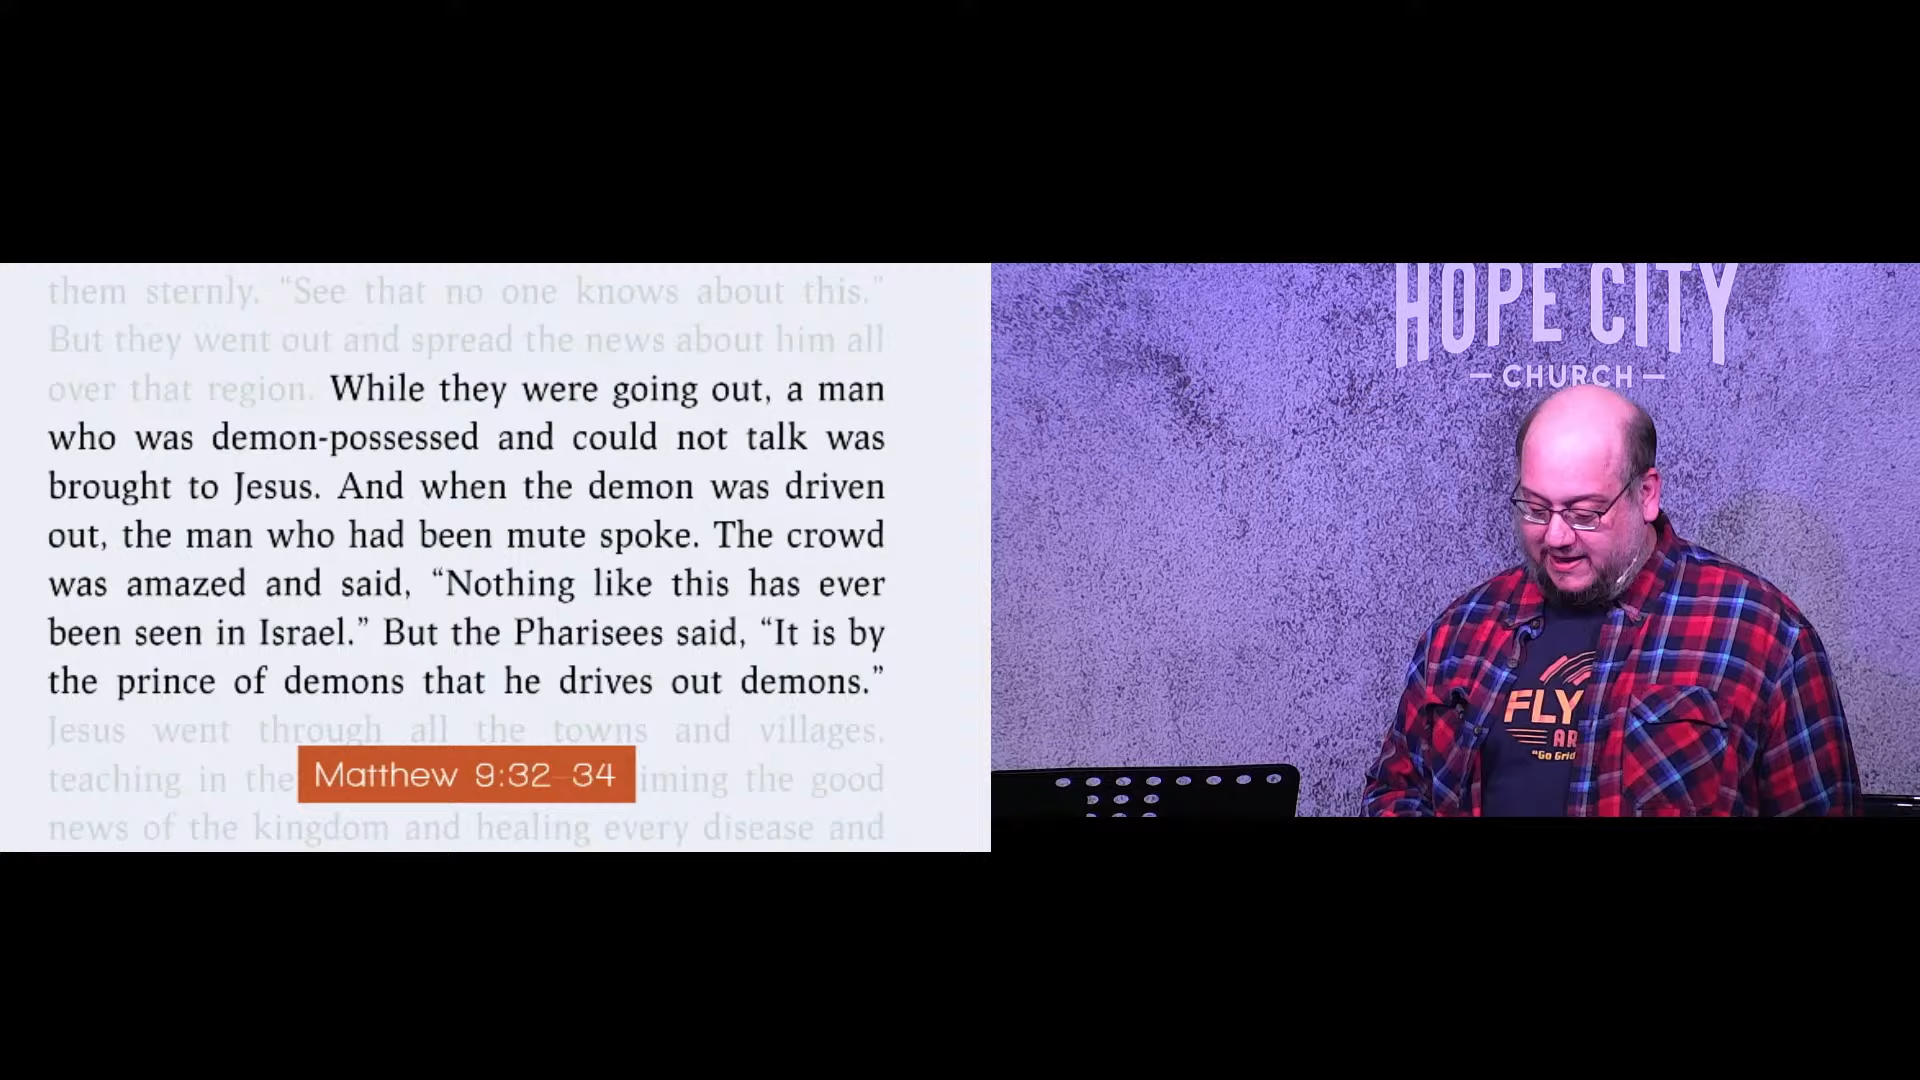 them sternly. “See that no one knows about this.”
But they went out and spread the news about him all
over that region. While they were going out, a man
who was demon-possessed and could not talk was
brought to Jesus. And when the demon was driven
out, the man who had been mute spoke. The crowd
was amazed and said, “Nothing like this has ever
been seen in Israel.” But the Pharisees said, “It is by
the prince of demons that he drives out demons.”
Jesus went through all the towns and villages,
teaching in the iming the good
Matthew 9:32–34
news of the kingdom and healing every disease and
HOPE CITY
— CHURCH —
FLY
AR
“Go Grid